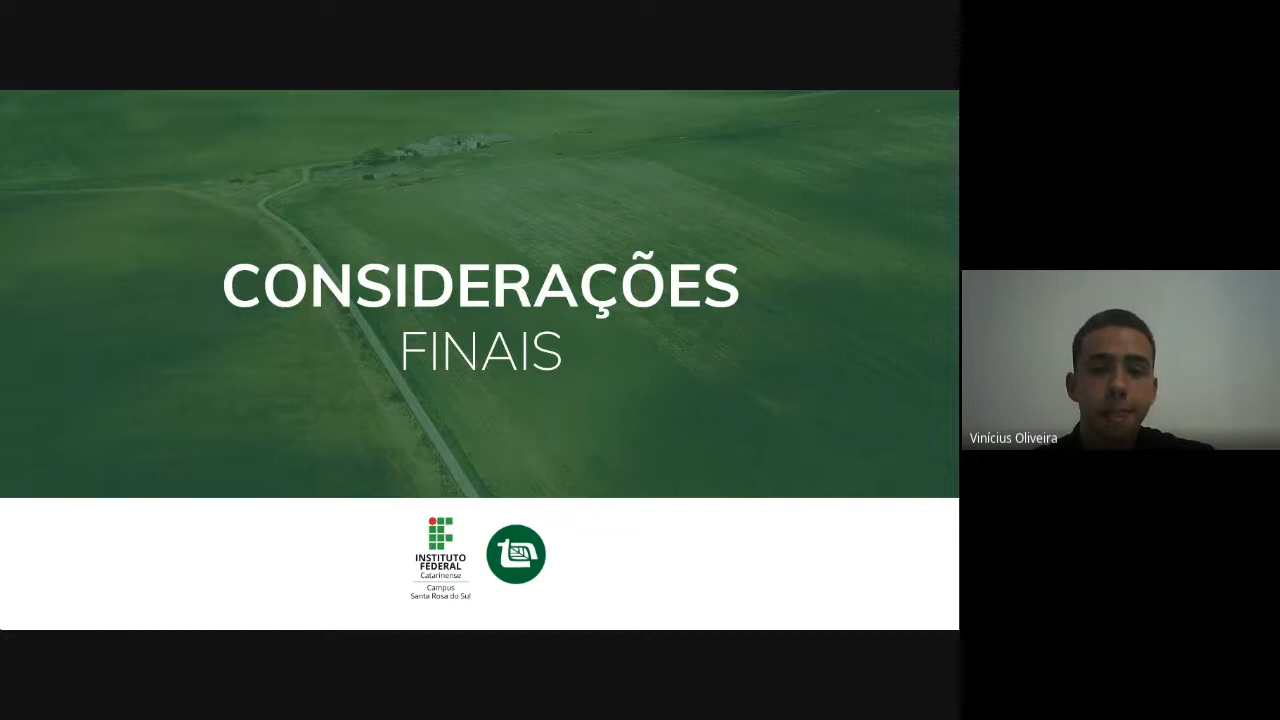 CONSIDERAÇÕES
FINAIS
INSTITUTO
FEDERAL
Catarinense
Campus
Santa Rosa do Sul
Vinícius Oliveira